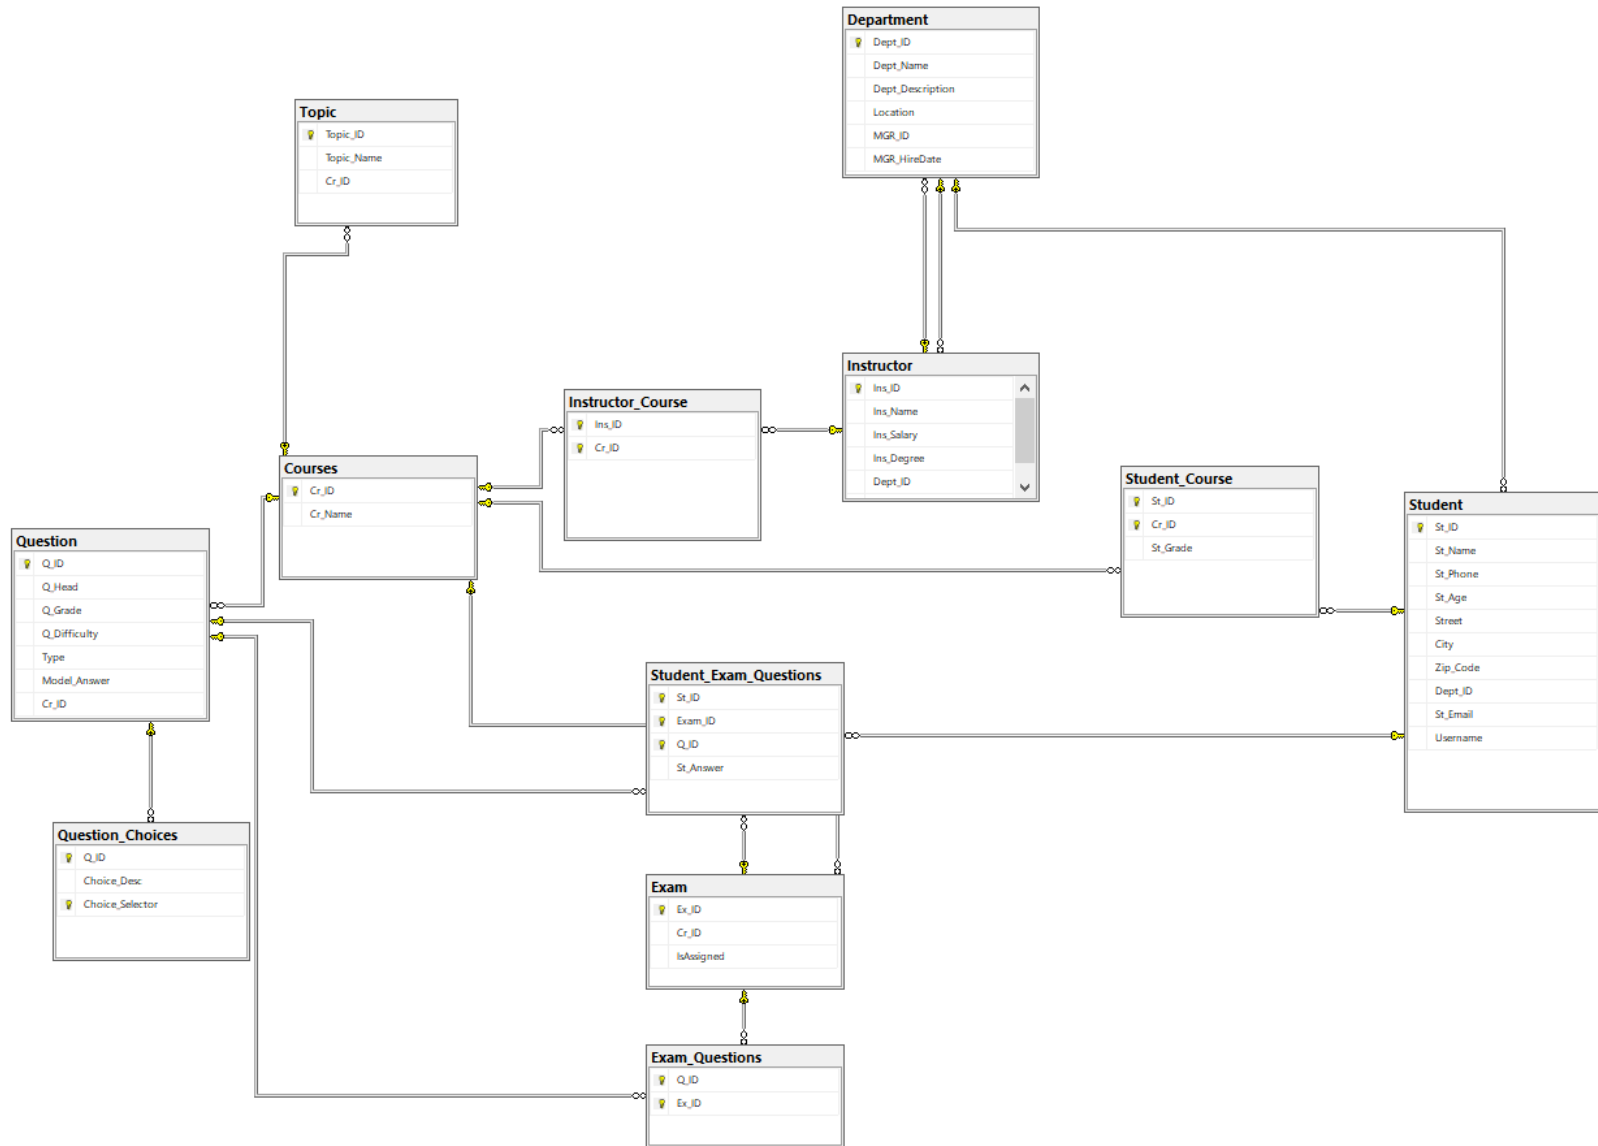 Department
Dept_ID
Dept_Name
Dept_Description
Location
MGR_ID
MGR_HireDate
Topic
Topic_ID
Topic_Name
Cr_ID
Instructor
Ins_ID
Ins_Name
Ins_Salary
Ins_Degree
Dept_ID
Instructor_Course
Ins_ID
Cr_ID
Courses
Cr_ID
Cr_Name
Student_Course
St_ID
Cr_ID
St_Grade
Student
St_ID
St_Name
St_Phone
St_Age
Street
City
Zip_Code
Dept_ID
St_Email
Username
Question
Q_ID
Q_Head
Q_Grade
Q_Difficulty
Type
Model_Answer
Cr_ID
Student_Exam_Questions
St_ID
Exam_ID
Q_ID
St_Answer
Question_Choices
Q_ID
Choice_Desc
Choice_Selector
Exam
Ex_ID
Cr_ID
IsAssigned
Exam_Questions
Q_ID
Ex_ID